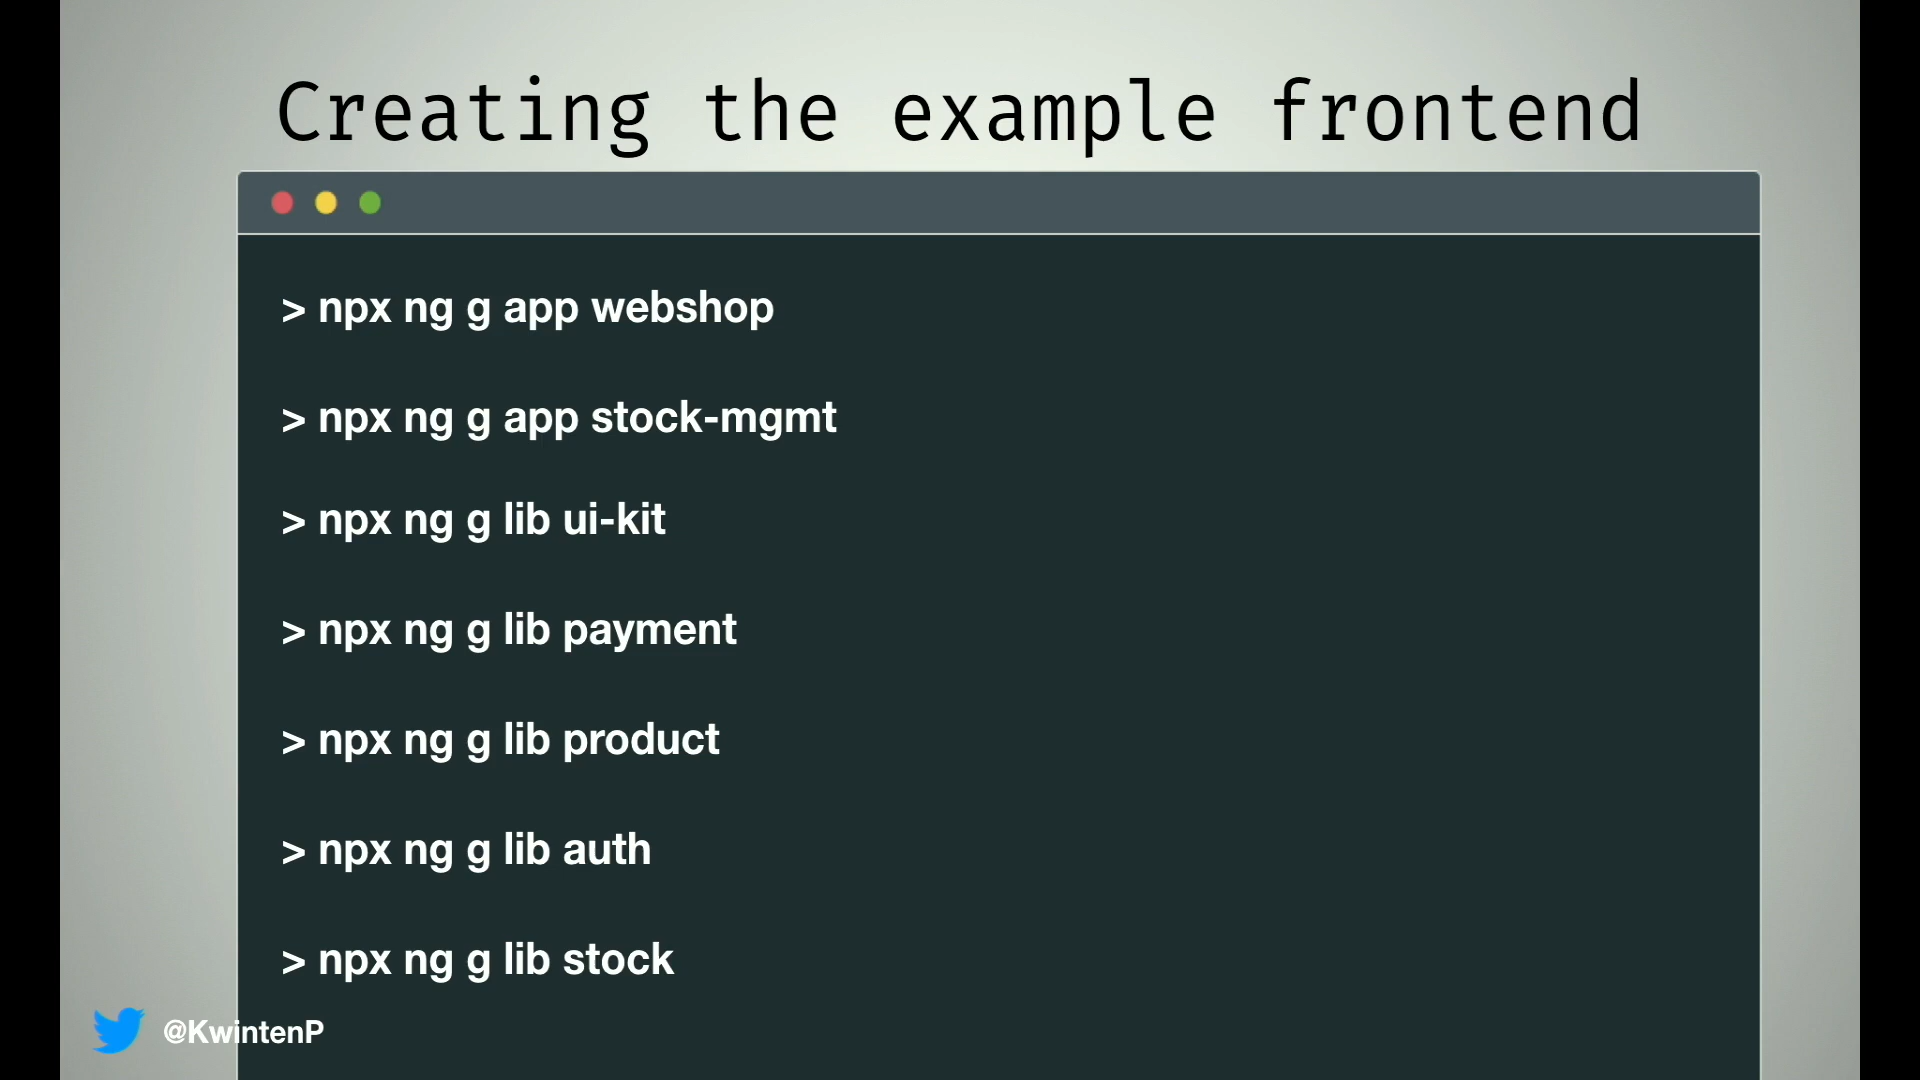 Creating the example frontend
> npx ng g app webshop
> npx ng g app stock-mgmt
> npx ng g lib ui-kit
> npx ng g lib payment
> npx ng g lib product
> npx ng g lib auth
> npx ng g lib stock
@KwintenP